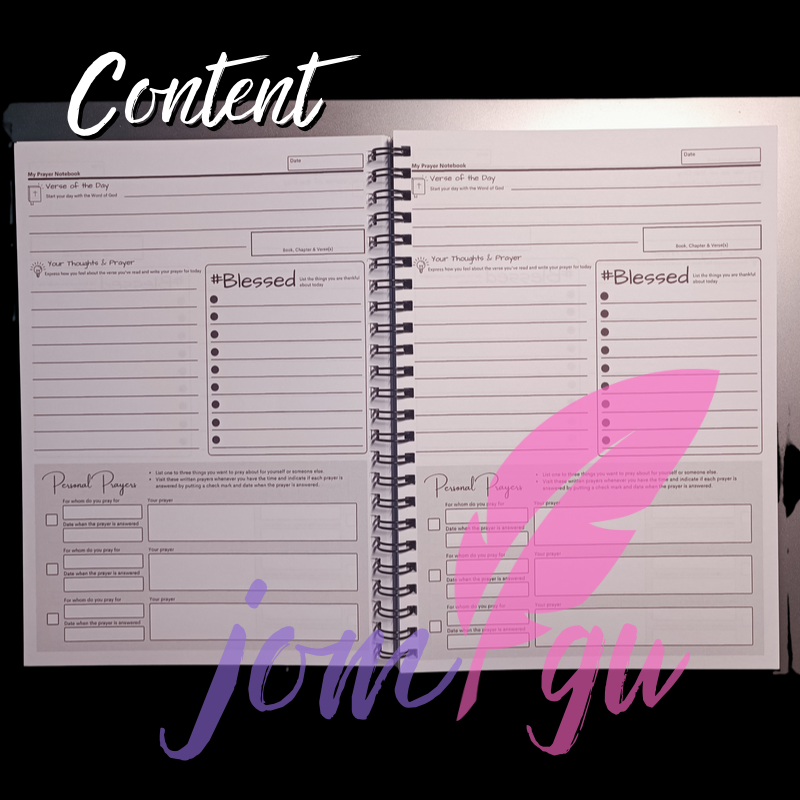 Content
Date
My Prayer Notebook
Verse of the Day
Start your day with the Word of God
Book, Chapter & Verse(s)
Your Thoughts & Prayer
Express how you feel about the verse you've read and write your prayer for today
#Blessed
List the things you are thankful
about today
Personal Prayers
• List one to three things you want to pray about for yourself or someone else.
• Visit these written prayers whenever you have the time and indicate if each prayer is
answered by putting a check mark and date when the prayer is answered.
For whom do you pray for
Your prayer
Date when the prayer is answered
For whom do you pray for
Your prayer
Date when the prayer is answered
For whom do you pray for
Your prayer
Date when the prayer is answered
Date
My Prayer Notebook
Verse of the Day
Start your day with the Word of God
Book, Chapter & Verse(s)
Your Thoughts & Prayer
Express how you feel about the verse you've read and write your prayer for today
#Blessed
List the things you are thankful
about today
Personal Prayers
• List one to three things you want to pray about for yourself or someone else.
• Visit these written prayers whenever you have the time and indicate if each prayer is
answered by putting a check mark and date when the prayer is answered.
For whom do you pray for
Your prayer
Date when the prayer is answered
For whom do you pray for
Your prayer
Date when the prayer is answered
For whom do you pray for
Your prayer
Date when the prayer is answered
jomFgu